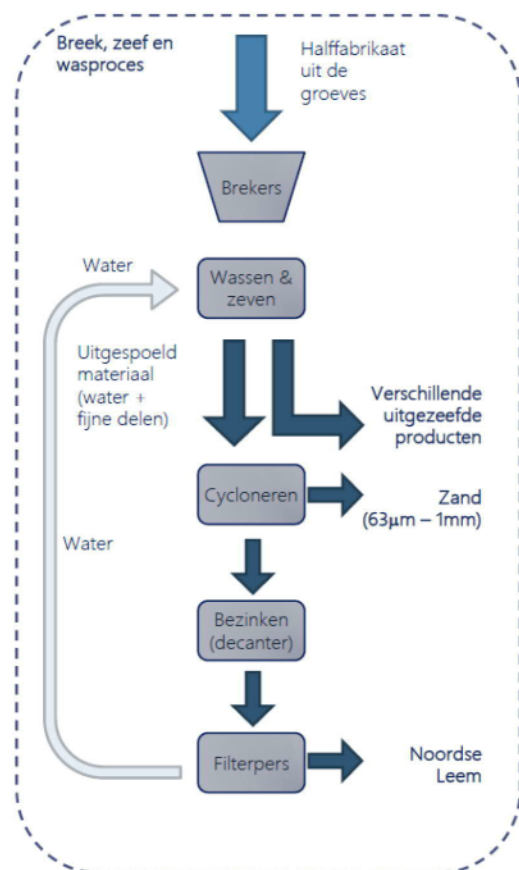 Breek, zeef en
wasproces
Halffabrikaat
uit de
groeves
Brekers
Water
Wassen &
zeven
Uitgespoeld
materiaal
(water +
fijne delen)
Verschillende
uitgezeefde
producten
Cycloneren
Zand
(63µm – 1mm)
Water
Bezinken
(decanter)
Filterpers
Noordse
Leem